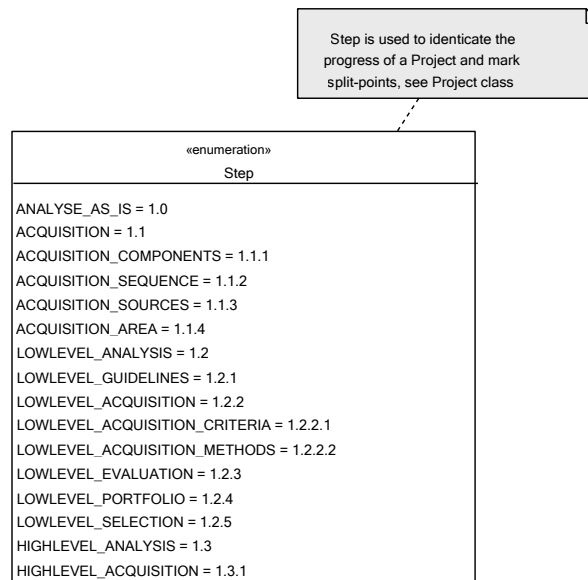 Step is used to identicate the
progress of a Project and mark
split-points, see Project class
«enumeration»
Step
ANALYSE_AS_IS = 1.0
ACQUISITION = 1.1
ACQUISITION_COMPONENTS = 1.1.1
ACQUISITION_SEQUENCE = 1.1.2
ACQUISITION_SOURCES = 1.1.3
ACQUISITION_AREA = 1.1.4
LOWLEVEL_ANALYSIS = 1.2
LOWLEVEL_GUIDELINES = 1.2.1
LOWLEVEL_ACQUISITION = 1.2.2
LOWLEVEL_ACQUISITION_CRITERIA = 1.2.2.1
LOWLEVEL_ACQUISITION_METHODS = 1.2.2.2
LOWLEVEL_EVALUATION = 1.2.3
LOWLEVEL_PORTFOLIO = 1.2.4
LOWLEVEL_SELECTION = 1.2.5
HIGHLEVEL_ANALYSIS = 1.3
HIGHLEVEL_ACQUISITION = 1.3.1